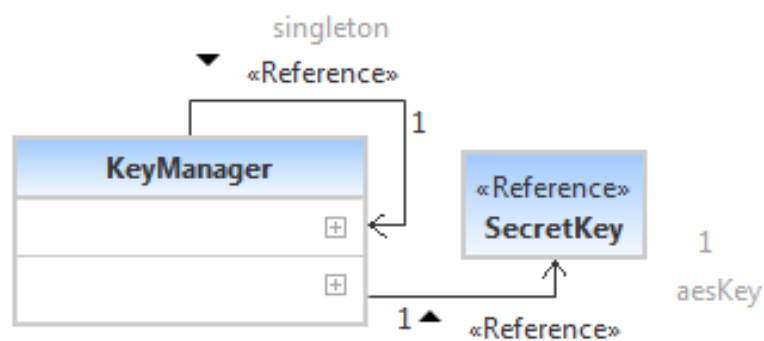 singleton
«Reference»
1
KeyManager
«Reference»
SecretKey
1
aesKey
1
«Reference»